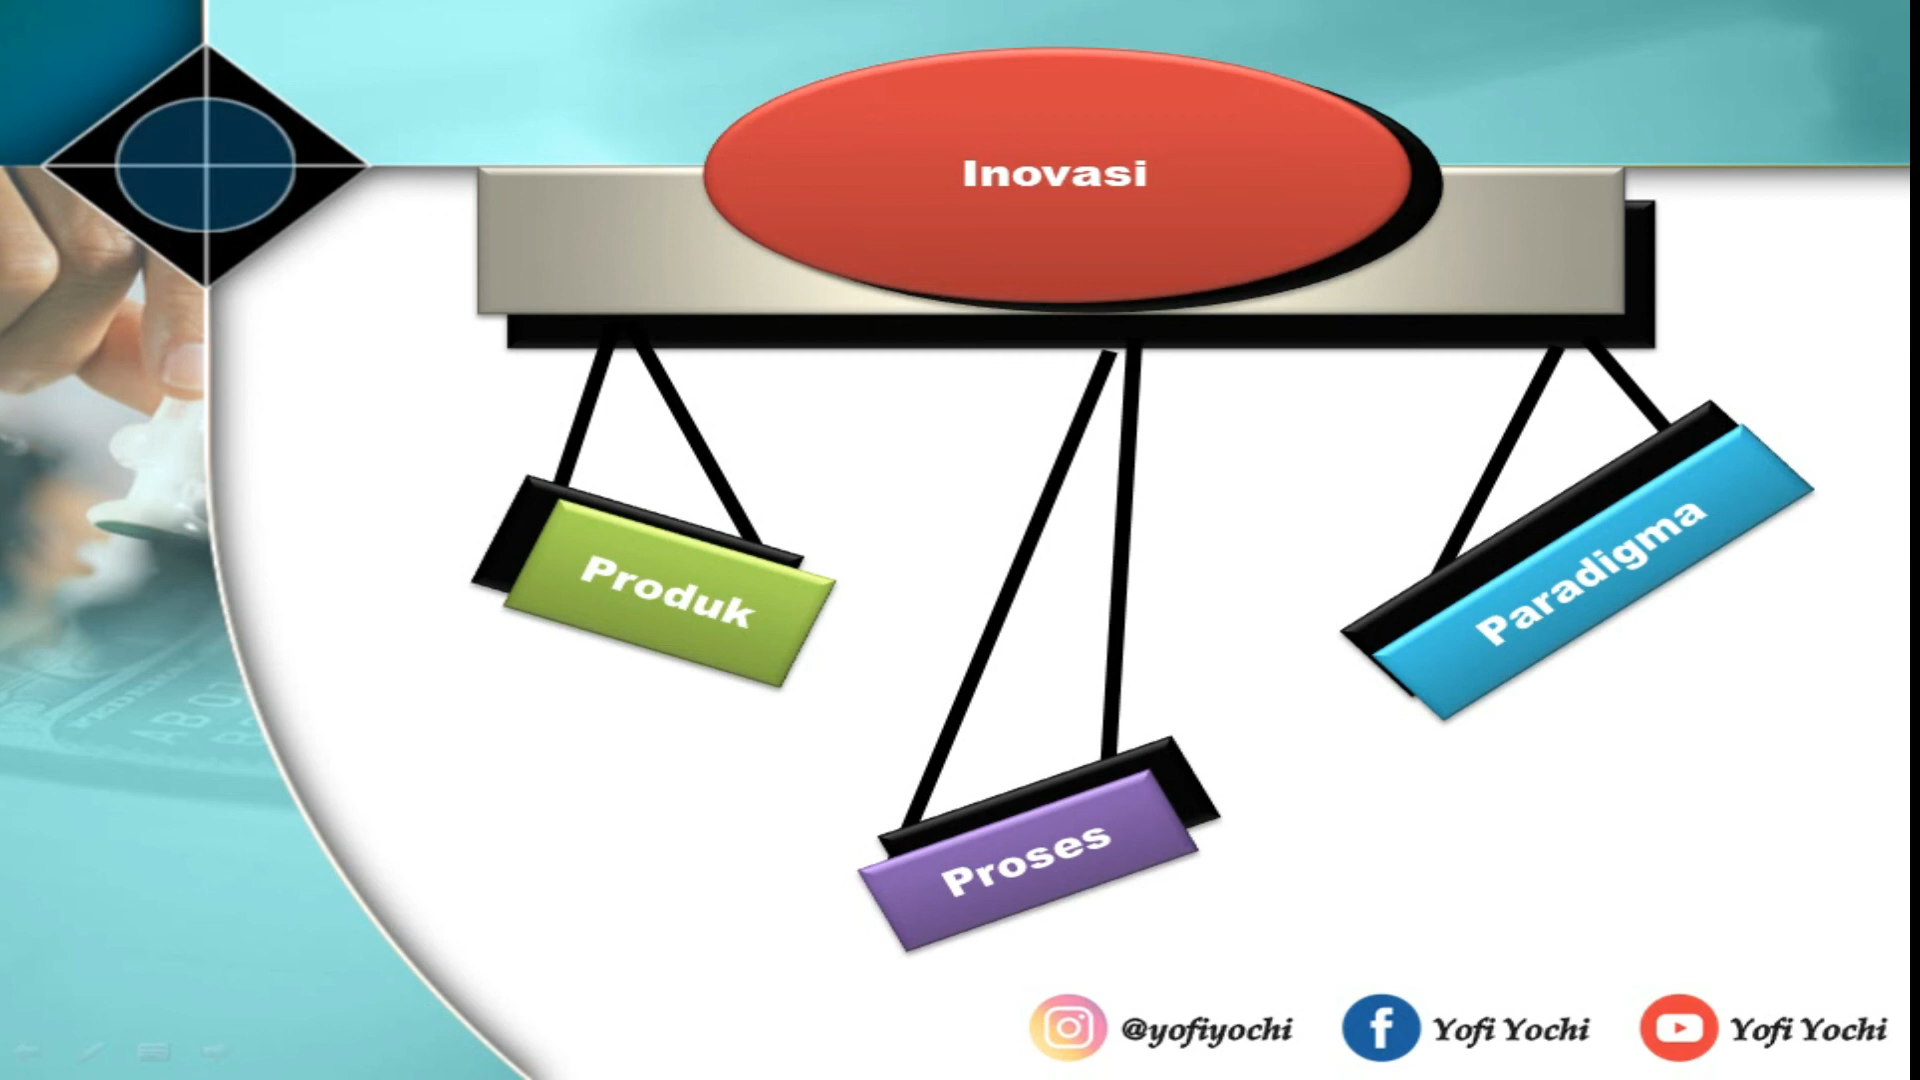 Inovasi
Produk
Paradigma
Proses
@yofiyochi
Yofi Yochi
Yofi Yochi